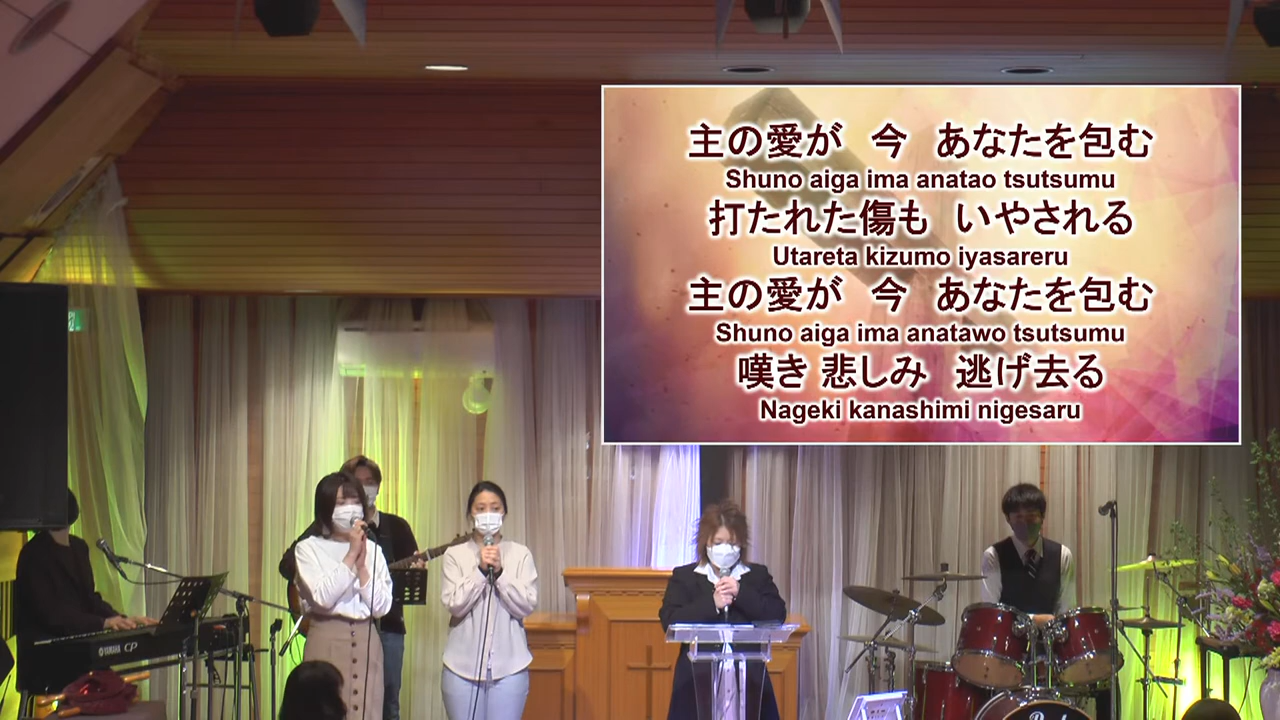 主の愛が　今　あなたを包む
Shuno aiga ima anatao tsutsumu
打たれた傷も　いやされる
Utareta kizumo iyasareru
主の愛が　今　あなたを包む
Shuno aiga ima anatawo tsutsumu
嘆き 悲しみ　逃げ去る
Nageki kanashimi nigesaru
YAMAHA CP